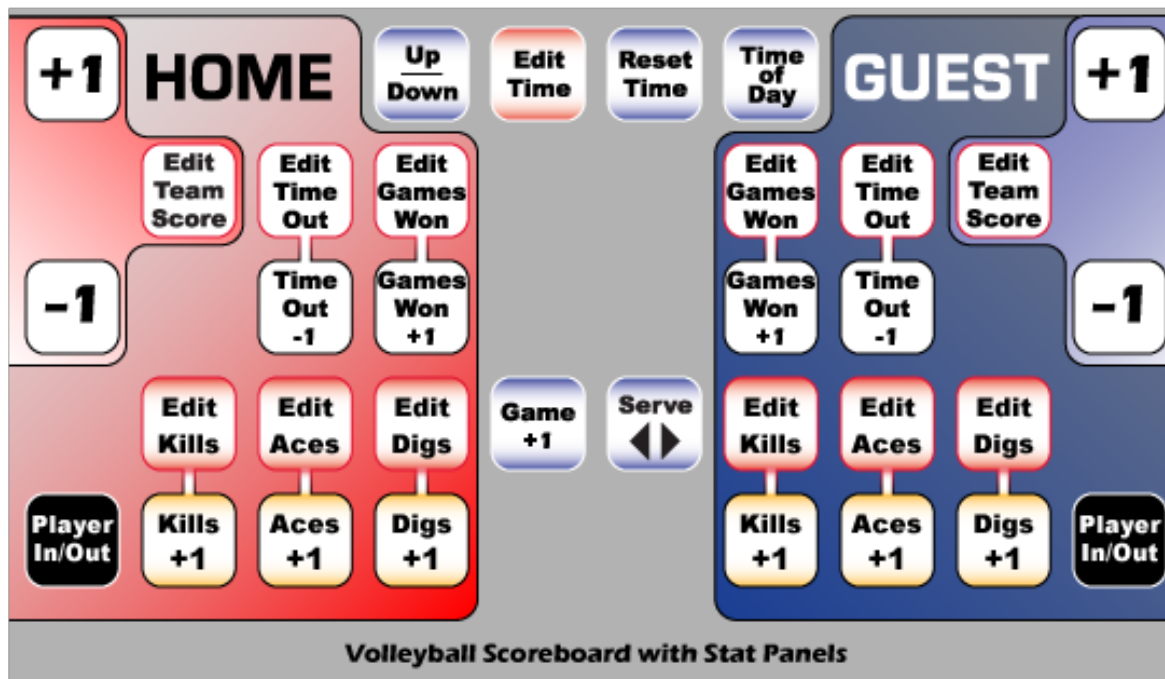 +1
HOME
Up
Down
Edit
Time
Reset
Time
Time
of
Day
GUEST
+1
Edit
Team
Score
Edit
Time
Out
Edit
Games
Won
Edit
Games
Won
Edit
Time
Out
Edit
Team
Score
-1
Time
Out
-1
Games
Won
+1
Games
Won
+1
Time
Out
-1
-1
Edit
Kills
Edit
Aces
Edit
Digs
Game
+1
Serve
Edit
Kills
Edit
Aces
Edit
Digs
Player
In/Out
Kills
+1
Aces
+1
Digs
+1
Kills
+1
Aces
+1
Digs
+1
Player
In/Out
Volleyball Scoreboard with Stat Panels